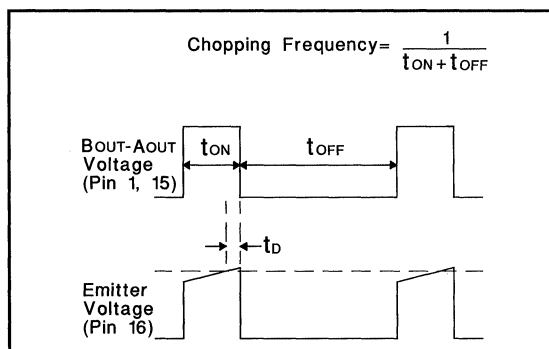 Chopping Frequency= 1
tON+tOFF
BOUT-AOUT
Voltage
(Pin 1, 15)
tON
tOFF
tD
Emitter
Voltage
(Pin 16)